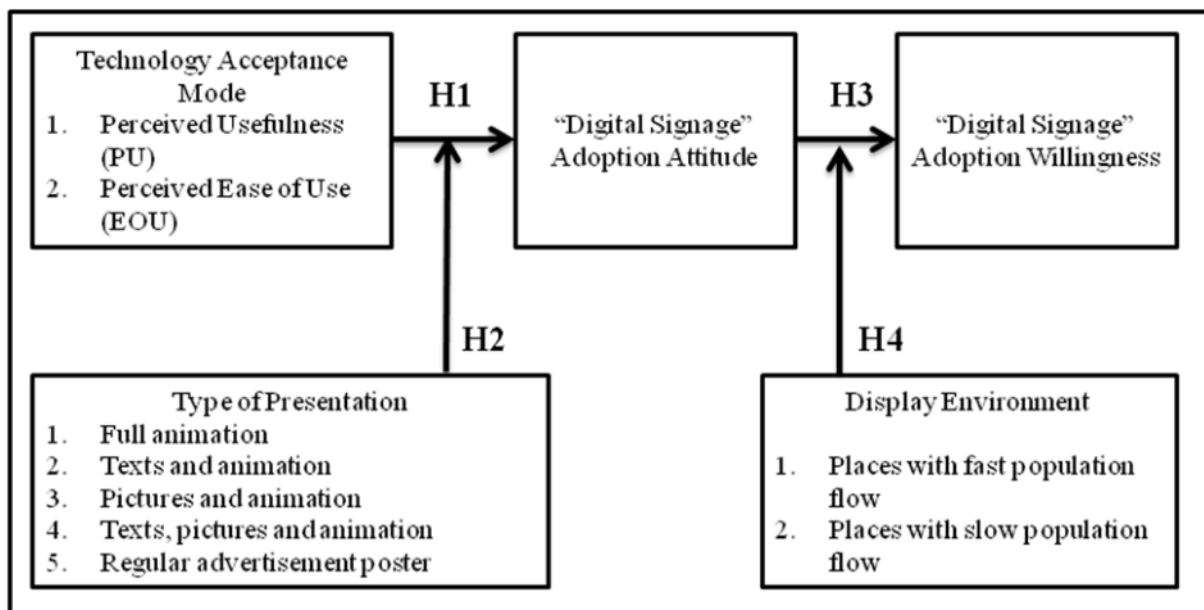 Technology Acceptance
Mode
1. Perceived Usefulness
(PU)
2. Perceived Ease of Use
(EOU)
H1
“Digital Signage”
Adoption Attitude
H3
“Digital Signage”
Adoption Willingness
H2
H4
Type of Presentation
1. Full animation
2. Texts and animation
3. Pictures and animation
4. Texts, pictures and animation
5. Regular advertisement poster
Display Environment
1. Places with fast population
flow
2. Places with slow population
flow